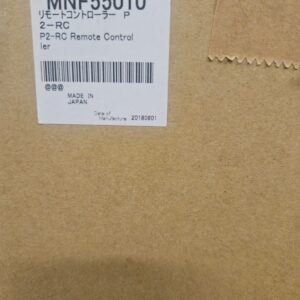 MNF55010
リモートコントローラー P
2-RC
P2-RC Remote Control
ler
@@@
MADE IN
JAPAN
Date of
Manufacture: 20180801